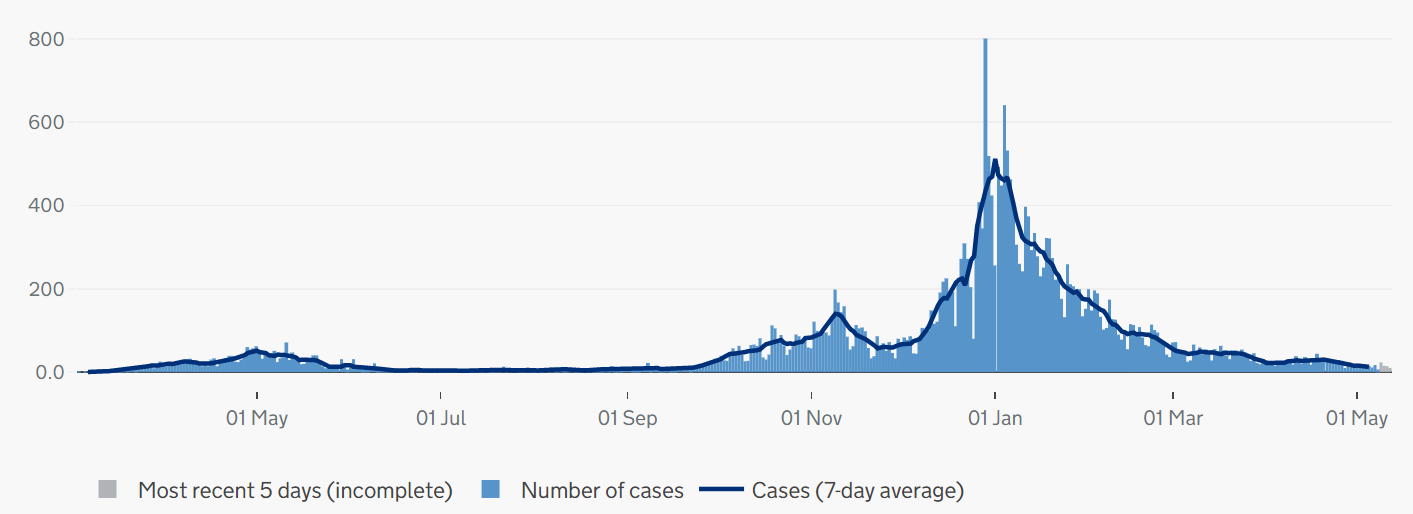 800
600
400
200
0.0
01 May 01 Jul 01 Sep 01 Nov 01 Jan 01 Mar 01 May
Most recent 5 days (incomplete) Number of cases Cases (7-day average)